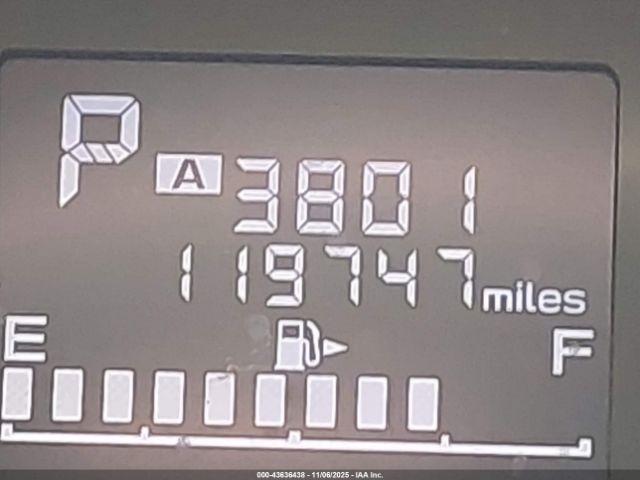 P
A 3801
119747 miles
E F
000-43636438 - 11/06/2025 - IAA Inc.